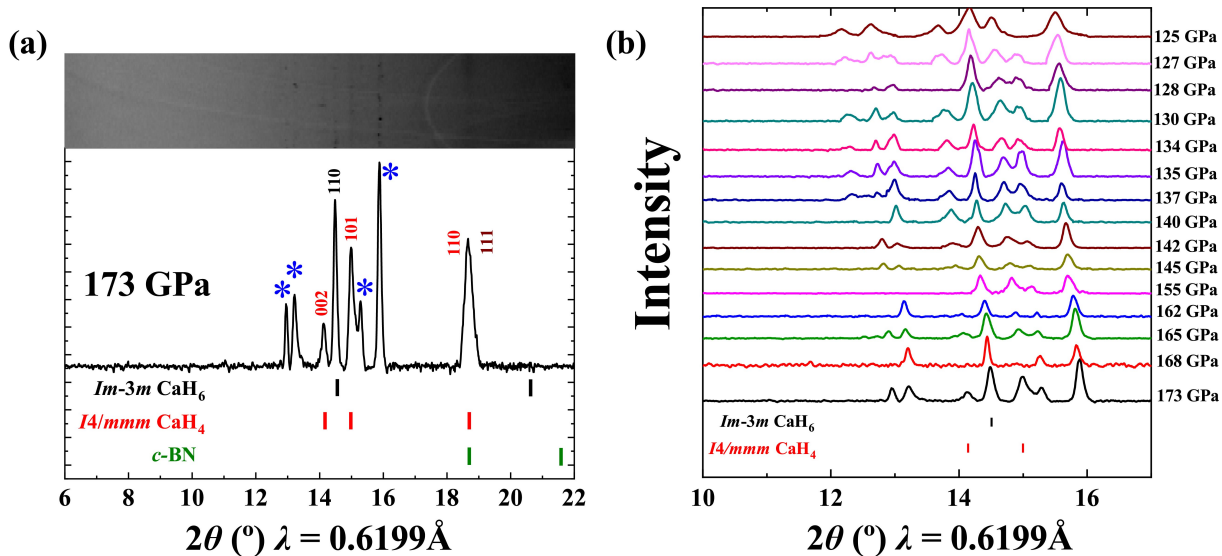 (a)
173 GPa
*
*
002
110
101
*
*
110
111
Im-3m CaH₆
I4/mmm CaH₄
c-BN
6 8 10 12 14 16 18 20 22
2θ (º) λ = 0.6199Å
(b)
Intensity
125 GPa
127 GPa
128 GPa
130 GPa
134 GPa
135 GPa
137 GPa
140 GPa
142 GPa
145 GPa
155 GPa
162 GPa
165 GPa
168 GPa
173 GPa
Im-3m CaH₆
I4/mmm CaH₄
10 12 14 16
2θ (º) λ = 0.6199Å